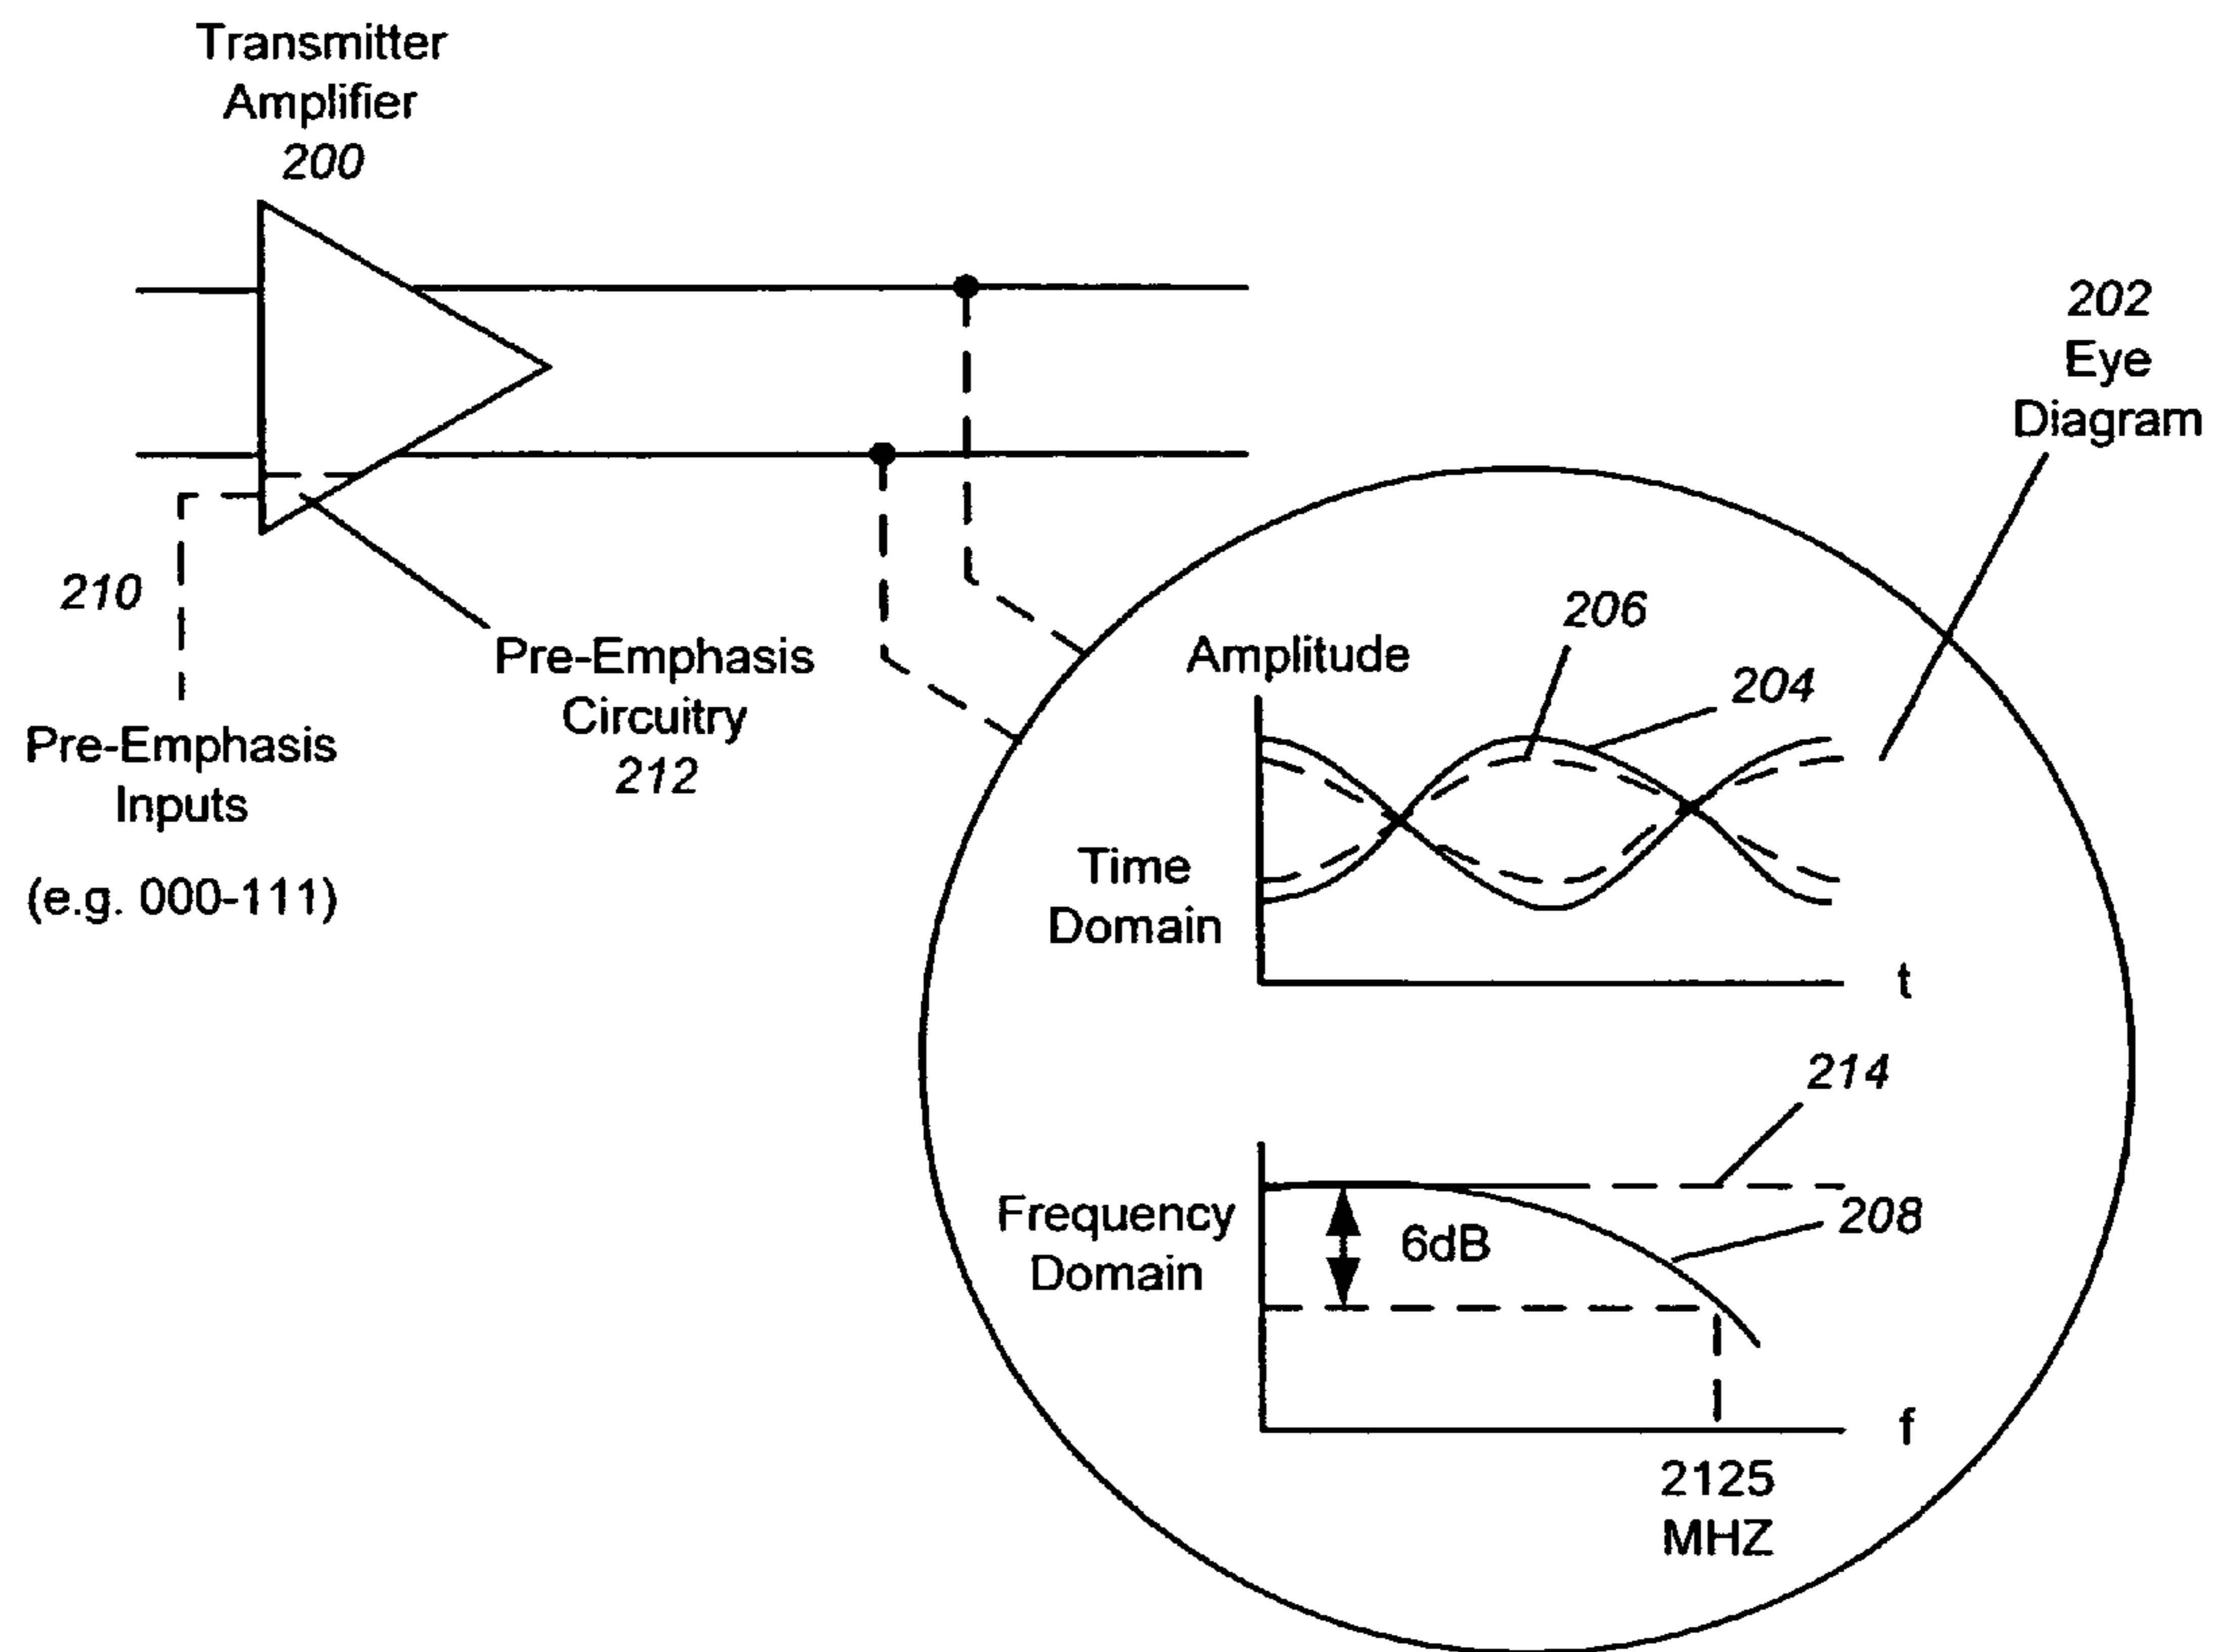 Transmitter
Amplifier
200
202
Eye
Diagram
210
Pre-Emphasis
Circuitry
212
Pre-Emphasis
Inputs
(e.g. 000-111)
206
204
Amplitude
Time
Domain
t
214
208
Frequency
Domain
6dB
f
2125
MHZ